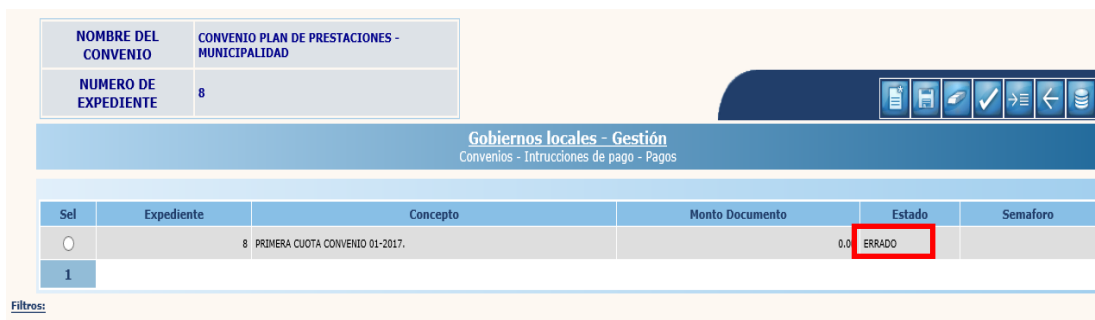 NOMBRE DEL CONVENIO
CONVENIO PLAN DE PRESTACIONES - MUNICIPALIDAD
NUMERO DE EXPEDIENTE
8
Gobiernos locales - Gestión
Convenios - Intrucciones de pago - Pagos
Sel Expediente Concepto Monto Documento Estado Semaforo
8 PRIMERA CUOTA CONVENIO 01-2017. 0.0 ERRADO
1
Filtros: